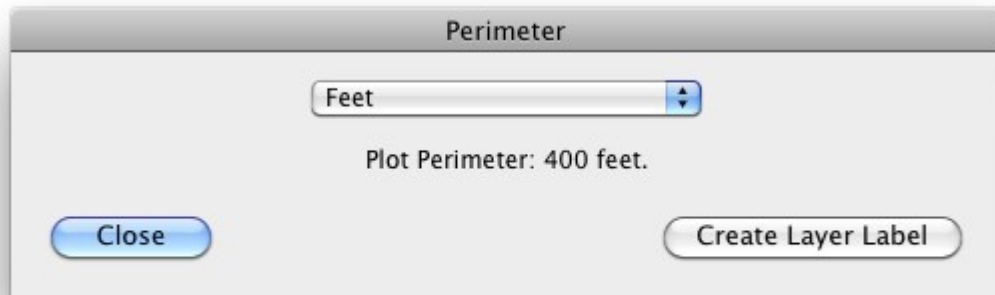 Perimeter
Feet
Plot Perimeter: 400 feet.
Close
Create Layer Label